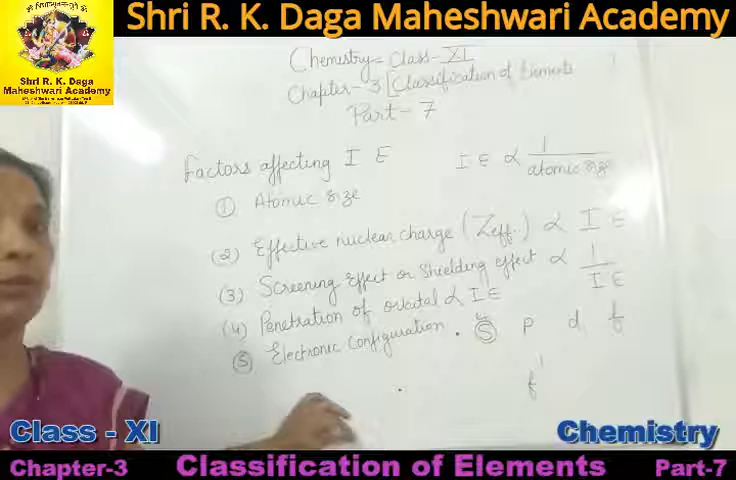 Shri R. K. Daga Maheshwari Academy
Shri R. K. Daga
Maheshwari Academy
Chemistry = Class - XI
Chapter - 3 Classification of Elements
Part - 7
Factors affecting I E
I E ∝ 1/atomic size
① Atomic size
(2) Effective nuclear charge (Zeff.) ∝ I E
(3) Screening Effect or Shielding effect ∝ 1/I E
(4) Penetration of orbital ∝ I E
⑤ Electronic Configuration . S p d f
f
Class - XI
Chemistry
Chapter-3 Classification of Elements Part-7